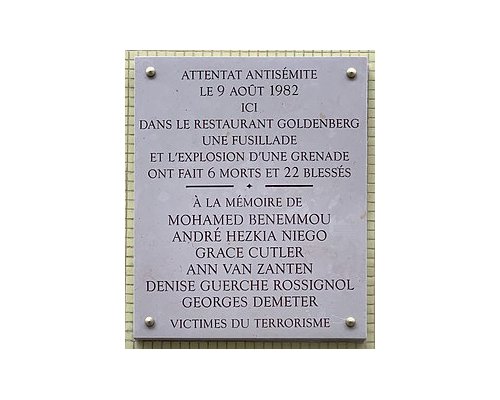 ATTENTAT ANTISÉMITE
LE 9 AOÛT 1982
ICI
DANS LE RESTAURANT GOLDENBERG
UNE FUSILLADE
ET L'EXPLOSION D'UNE GRENADE
ONT FAIT 6 MORTS ET 22 BLESSÉS
À LA MÉMOIRE DE
MOHAMED BENEMMOU
ANDRÉ HEZKIA NIEGO
GRACE CUTLER
ANN VAN ZANTEN
DENISE GUERCHE ROSSIGNOL
GEORGES DEMETER
VICTIMES DU TERRORISME